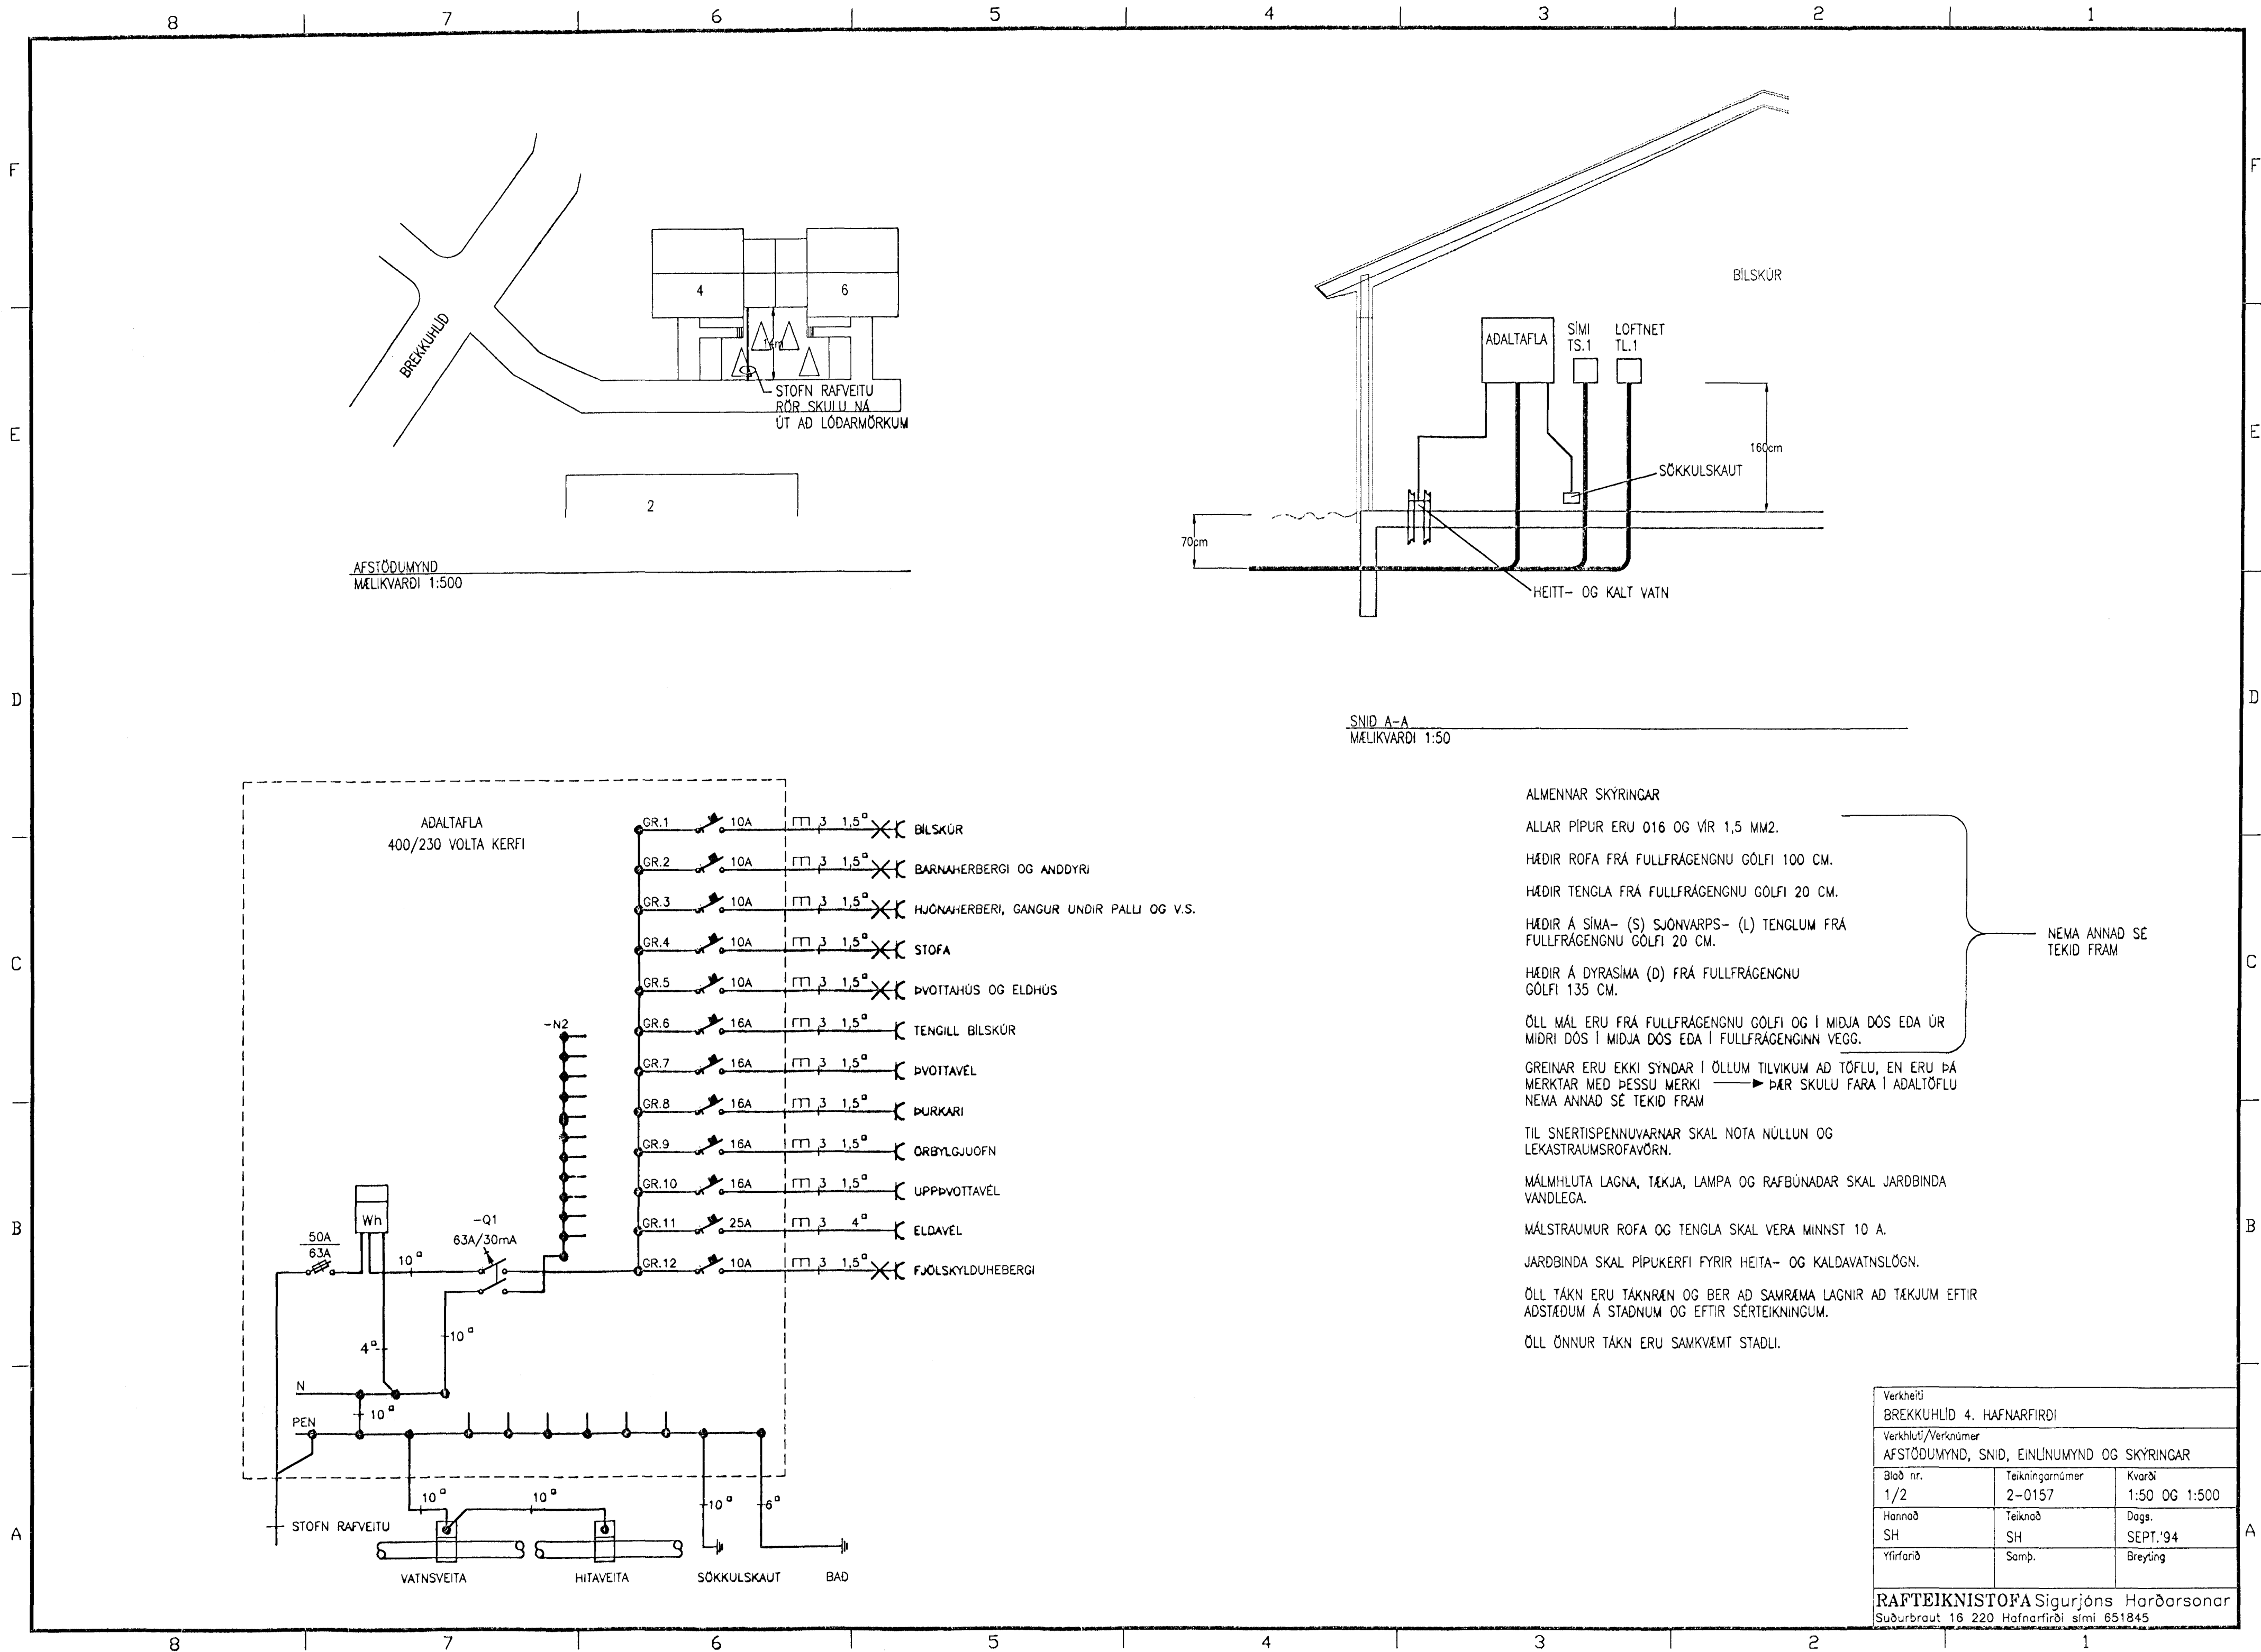 8 7 6 5 4 3 2 1
F F
E E
D D
C C
B B
A A
BREKKUHLÍÐ
4
6
14m
STOFN RAFVEITU
RÖR SKULU NÁ
ÚT AÐ LÓÐARMÖRKUM
2
AFSTÖÐUMYND
MÆLIKVARÐI 1:500
BÍLSKÚR
AÐALTAFLA
SÍMI
TS.1
LOFTNET
TL.1
160cm
SÖKKULSKAUT
70cm
HEITT- OG KALT VATN
SNIÐ A-A
MÆLIKVARÐI 1:50
AÐALTAFLA
400/230 VOLTA KERFI
GR.1 10A 3 1,5 BÍLSKÚR
GR.2 10A 3 1,5 BARNAHERBERGI OG ANDDYRI
GR.3 10A 3 1,5 HJÓNAHERBERI, GANGUR UNDIR PALLI OG V.S.
GR.4 10A 3 1,5 STOFA
GR.5 10A 3 1,5 ÞVOTTAHÚS OG ELDHÚS
GR.6 16A 3 1,5 TENGILL BÍLSKÚR
GR.7 16A 3 1,5 ÞVOTTAVÉL
GR.8 16A 3 1,5 ÞURKARI
GR.9 16A 3 1,5 ÖRBYLGJUOFN
GR.10 16A 3 1,5 UPPÞVOTTAVÉL
GR.11 25A 3 4 ELDAVÉL
GR.12 10A 3 1,5 FJÖLSKYLDUHEBERGI
-N2
Wh
50A
63A
10
-Q1
63A/30mA
4
10
N
10
PEN
10
10
10
6
STOFN RAFVEITU
VATNSVEITA
HITAVEITA
SÖKKULSKAUT
BAÐ
ALMENNAR SKÝRINGAR
ALLAR PÍPUR ERU O16 OG VÍR 1,5 MM2.
HÆÐIR ROFA FRÁ FULLFRÁGENGNU GÓLFI 100 CM.
HÆÐIR TENGLA FRÁ FULLFRÁGENGNU GÓLFI 20 CM.
HÆÐIR Á SÍMA- (S) SJÓNVARPS- (L) TENGLUM FRÁ
FULLFRÁGENGNU GÓLFI 20 CM.
HÆÐIR Á DYRASÍMA (D) FRÁ FULLFRÁGENGNU
GÓLFI 135 CM.
ÖLL MÁL ERU FRÁ FULLFRÁGENGNU GÓLFI OG Í MIÐJA DÓS EÐA ÚR
MIÐRI DÓS Í MIÐJA DÓS EÐA Í FULLFRÁGENGINN VEGG.
NEMA ANNAÐ SÉ
TEKIÐ FRAM
GREINAR ERU EKKI SÝNDAR Í ÖLLUM TILVIKUM AÐ TÖFLU, EN ERU ÞÁ
MERKTAR MEÐ ÞESSU MERKI ÞÆR SKULU FARA Í AÐALTÖFLU
NEMA ANNAÐ SÉ TEKIÐ FRAM
TIL SNERTISPENNUVARNAR SKAL NOTA NÚLLUN OG
LEKASTRAUMSROFAVÖRN.
MÁLMHLUTA LAGNA, TÆKJA, LAMPA OG RAFBÚNAÐAR SKAL JARÐBINDA
VANDLEGA.
MÁLSTRAUMUR ROFA OG TENGLA SKAL VERA MINNST 10 A.
JARÐBINDA SKAL PÍPUKERFI FYRIR HEITA- OG KALDAVATNSLÖGN.
ÖLL TÁKN ERU TÁKNRÆN OG BER AÐ SAMRÆMA LAGNIR AÐ TÆKJUM EFTIR
AÐSTÆÐUM Á STAÐNUM OG EFTIR SÉRTEIKNINGUM.
ÖLL ÖNNUR TÁKN ERU SAMKVÆMT STAÐLI.
Verkheiti
BREKKUHLÍÐ 4. HAFNARFIRÐI
Verkhluti/Verknúmer
AFSTÖÐUMYND, SNIÐ, EINLÍNUMYND OG SKÝRINGAR
Blað nr. Teikningarnúmer Kvarði
1/2 2-0157 1:50 OG 1:500
Hannað Teiknað Dags.
SH SH SEPT.'94
Yfirfarið Samþ. Breyting
RAFTEIKNISTOFA Sigurjóns Harðarsonar
Suðurbraut 16 220 Hafnarfirði sími 651845
8 7 6 5 4 3 2 1